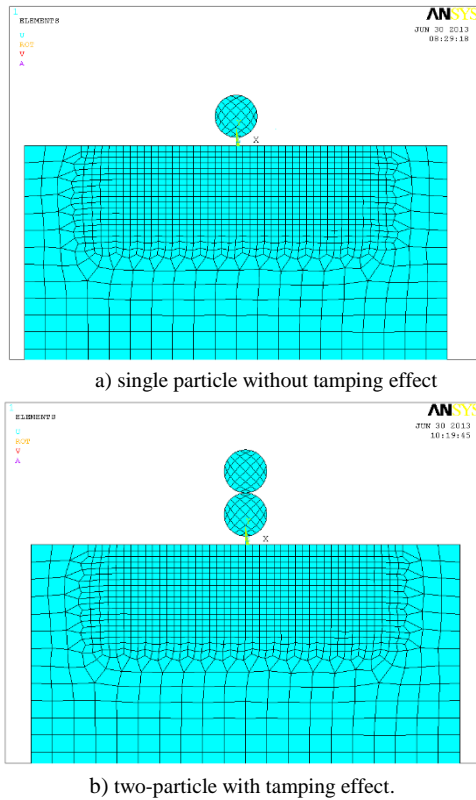 1
ELEMENTS
U
ROT
V
A
ANSYS
JUN 30 2013
08:29:18
X
a) single particle without tamping effect
1
ELEMENTS
U
ROT
V
A
ANSYS
JUN 30 2013
10:19:45
X
b) two-particle with tamping effect.